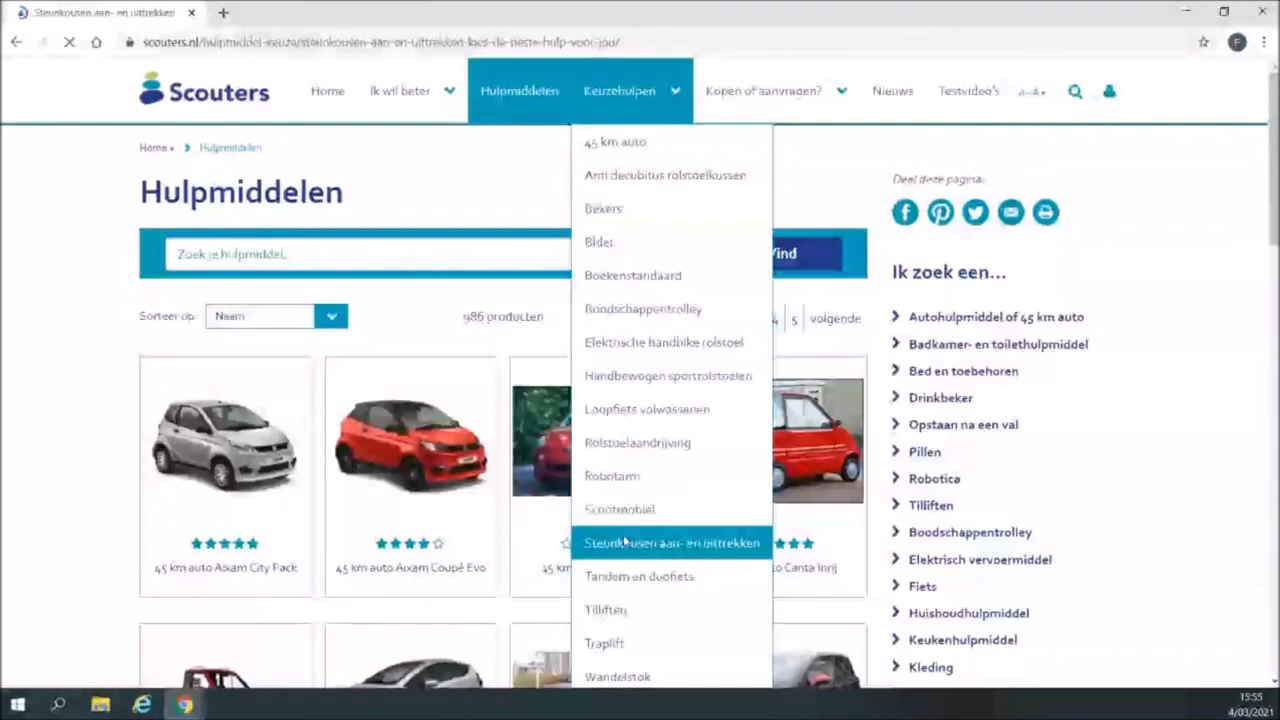 Steunkousen aan- en uittrekken
scouters.nl/hulpmiddel-keuze/steunkousen-aan-en-uittrekken-kies-de-beste-hulp-voor-jou/
F
Scouters
Home
Ik wil beter
Hulpmiddelen
Keuzehulpen
Kopen of aanvragen?
Nieuws
Testvideo's
Home
Hulpmiddelen
Hulpmiddelen
Zoek je hulpmiddel.
Vind
Sorteer op:
Naam
986 producten
4
5
volgende
45 km auto
Anti decubitus rolstoelkussen
Bekers
Bidet
Boekenstandaard
Boodschappentrolley
Elektrische handbike rolstoel
Handbewogen sportrolstoelen
Loopfiets volwassenen
Rolstoelaandrijving
Robotarm
Scootmobiel
Steunkousen aan- en uittrekken
Tandem en duofiets
Tilliften
Traplift
Wandelstok
45 km auto Aixam City Pack
45 km auto Aixam Coupé Evo
45 km
Canta Inrij
Deel deze pagina:
Ik zoek een...
Autohulpmiddel of 45 km auto
Badkamer- en toilethulpmiddel
Bed en toebehoren
Drinkbeker
Opstaan na een val
Pillen
Robotica
Tilliften
Boodschappentrolley
Elektrisch vervoermiddel
Fiets
Huishoudhulpmiddel
Keukenhulpmiddel
Kleding
15:55
4/03/2021